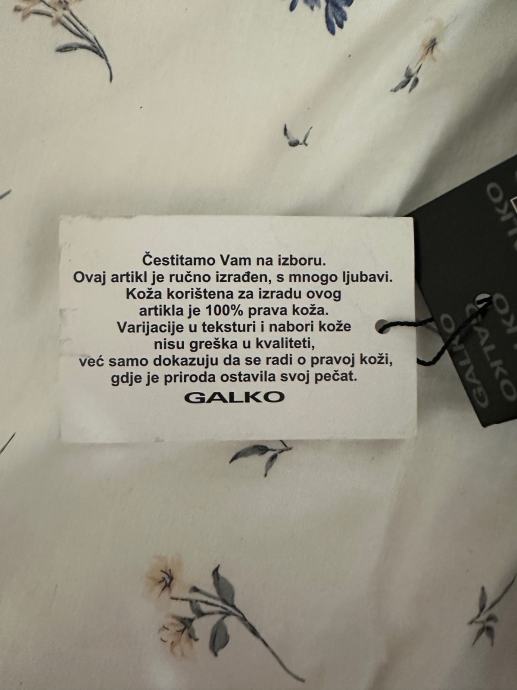 Čestitamo Vam na izboru.
Ovaj artikl je ručno izrađen, s mnogo ljubavi.
Koža korištena za izradu ovog
artikla je 100% prava koža.
Varijacije u teksturi i nabori kože
nisu greška u kvaliteti,
već samo dokazuju da se radi o pravoj koži,
gdje je priroda ostavila svoj pečat.
GALKO
GALKO
GALKO